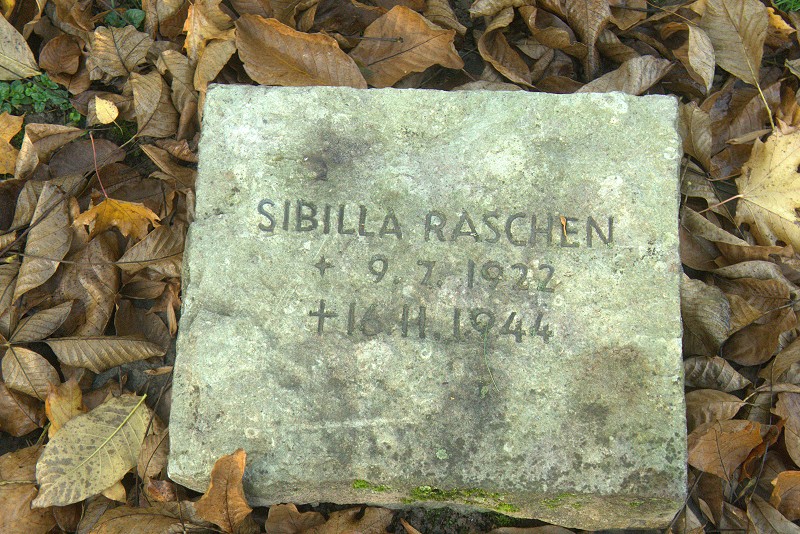 SIBILLA RASCHEN
+ 9.7.1922
†16.11.1944